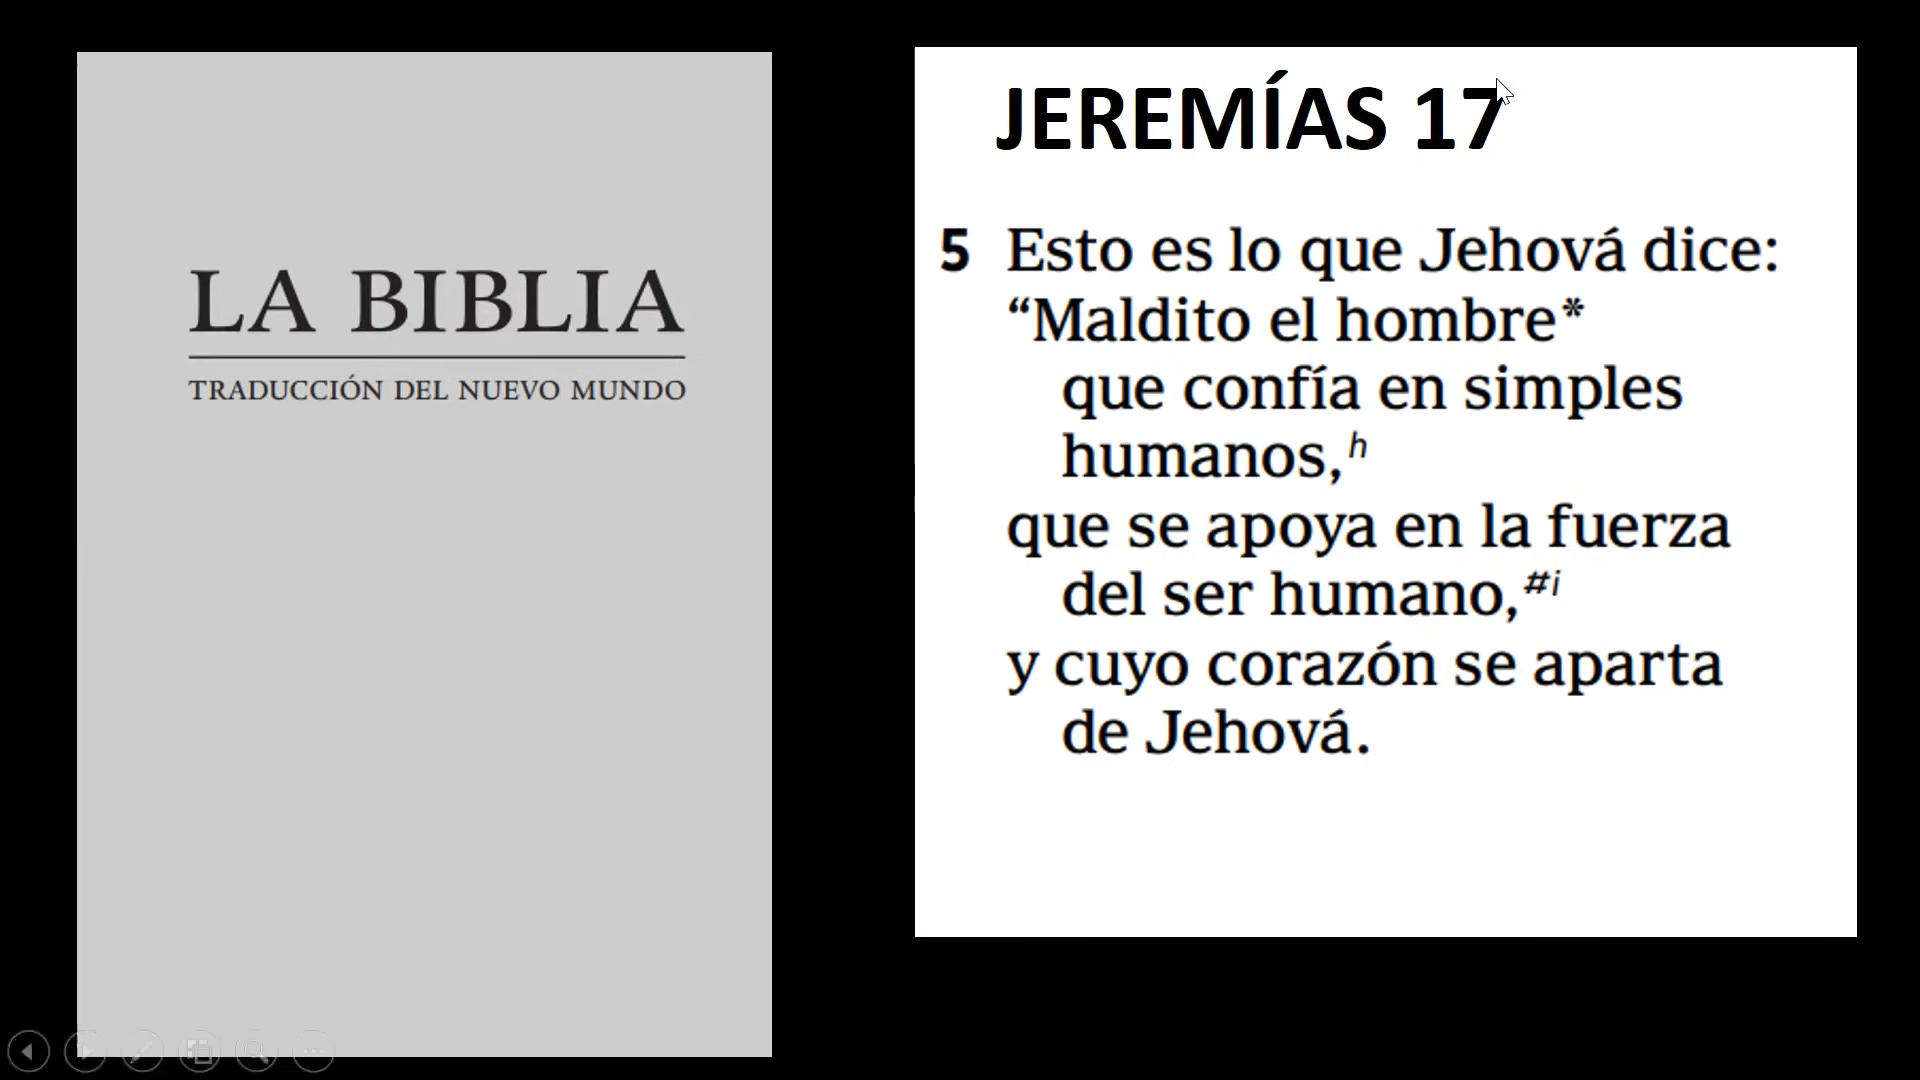 LA BIBLIA
TRADUCCIÓN DEL NUEVO MUNDO
JEREMÍAS 17
5 Esto es lo que Jehová dice:
“Maldito el hombre*
que confía en simples
humanos,h
que se apoya en la fuerza
del ser humano,#i
y cuyo corazón se aparta
de Jehová.